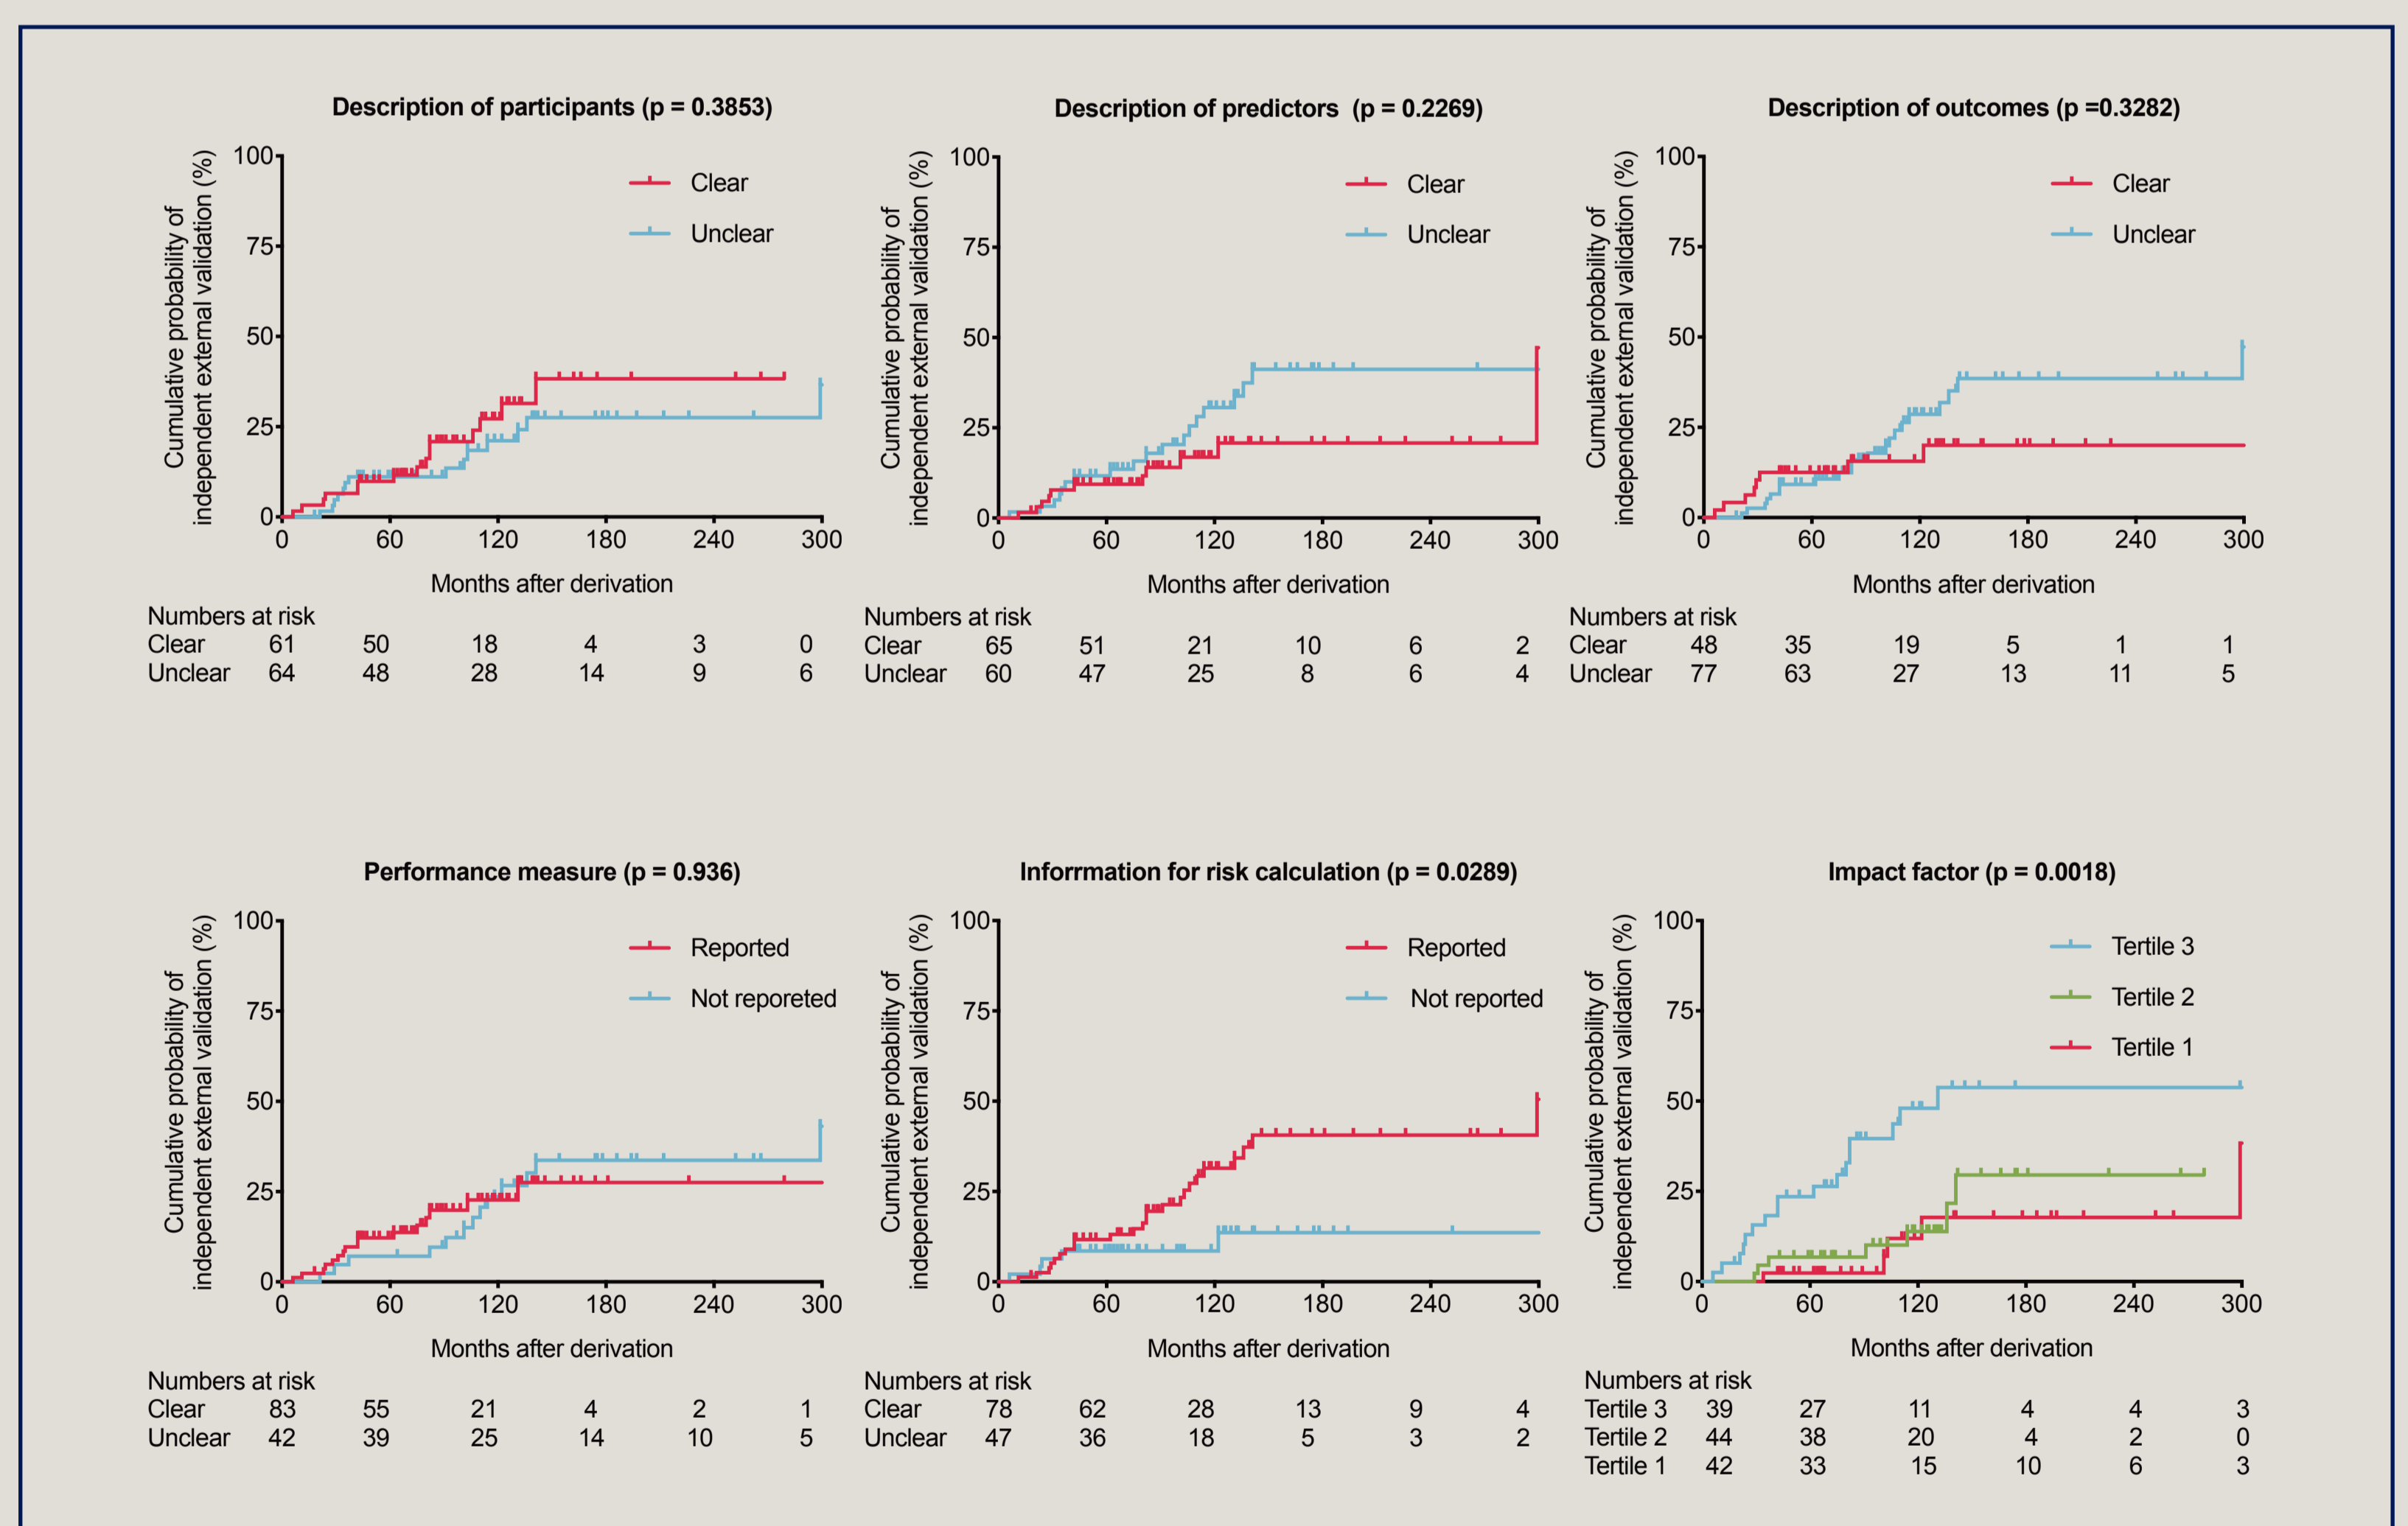 Description of participants (p = 0.3853)
Cumulative probability of
independent external validation (%)
100
75
50
25
0
Clear
Unclear
0 60 120 180 240 300
Months after derivation
Numbers at risk
Clear 61 50 18 4 3 0
Unclear 64 48 28 14 9 6
Description of predictors (p = 0.2269)
Cumulative probability of
independent external validation (%)
100
75
50
25
0
Clear
Unclear
0 60 120 180 240 300
Months after derivation
Numbers at risk
Clear 65 51 21 10 6 2
Unclear 60 47 25 8 6 4
Description of outcomes (p =0.3282)
Cumulative probability of
independent external validation (%)
100
75
50
25
0
Clear
Unclear
0 60 120 180 240 300
Months after derivation
Numbers at risk
Clear 48 35 19 5 1 1
Unclear 77 63 27 13 11 5
Performance measure (p = 0.936)
Cumulative probability of
independent external validation (%)
100
75
50
25
0
Reported
Not reporeted
0 60 120 180 240 300
Months after derivation
Numbers at risk
Clear 83 55 21 4 2 1
Unclear 42 39 25 14 10 5
Inforrmation for risk calculation (p = 0.0289)
Cumulative probability of
independent external validation (%)
100
75
50
25
0
Reported
Not reported
0 60 120 180 240 300
Months after derivation
Numbers at risk
Clear 78 62 28 13 9 4
Unclear 47 36 18 5 3 2
Impact factor (p = 0.0018)
Cumulative probability of
independent external validation (%)
100
75
50
25
0
Tertile 3
Tertile 2
Tertile 1
0 60 120 180 240 300
Months after derivation
Numbers at risk
Tertile 3 39 27 11 4 4 3
Tertile 2 44 38 20 4 2 0
Tertile 1 42 33 15 10 6 3